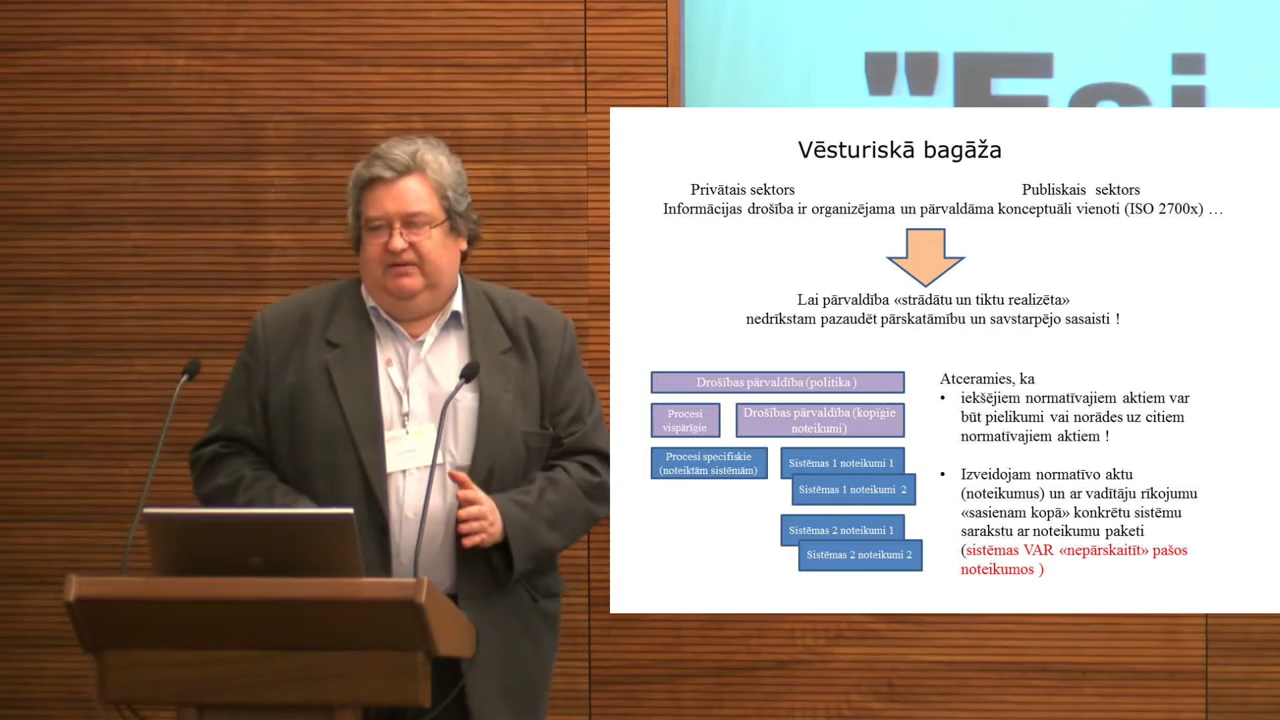 "Esi
Vēsturiskā bagāža
Privātais sektors Publiskais sektors
Informācijas drošība ir organizējama un pārvaldāma konceptuāli vienoti (ISO 2700x) …
Lai pārvaldība «strādātu un tiktu realizēta»
nedrīkstam pazaudēt pārskatāmību un savstarpējo sasaisti !
Drošības pārvaldība (politika )
Procesi
vispārīgie
Drošības pārvaldība (kopīgie
noteikumi)
Procesi specifiskie
(noteiktām sistēmām)
Sistēmas 1 noteikumi 1
Sistēmas 1 noteikumi 2
Sistēmas 2 noteikumi 1
Sistēmas 2 noteikumi 2
Atceramies, ka
• iekšējiem normatīvajiem aktiem var
būt pielikumi vai norādes uz citiem
normatīvajiem aktiem !
• Izveidojam normatīvo aktu
(noteikumus) un ar vadītāju rīkojumu
«sasienam kopā» konkrētu sistēmu
sarakstu ar noteikumu paketi
(sistēmas VAR «nepārskaitīt» pašos
noteikumos )